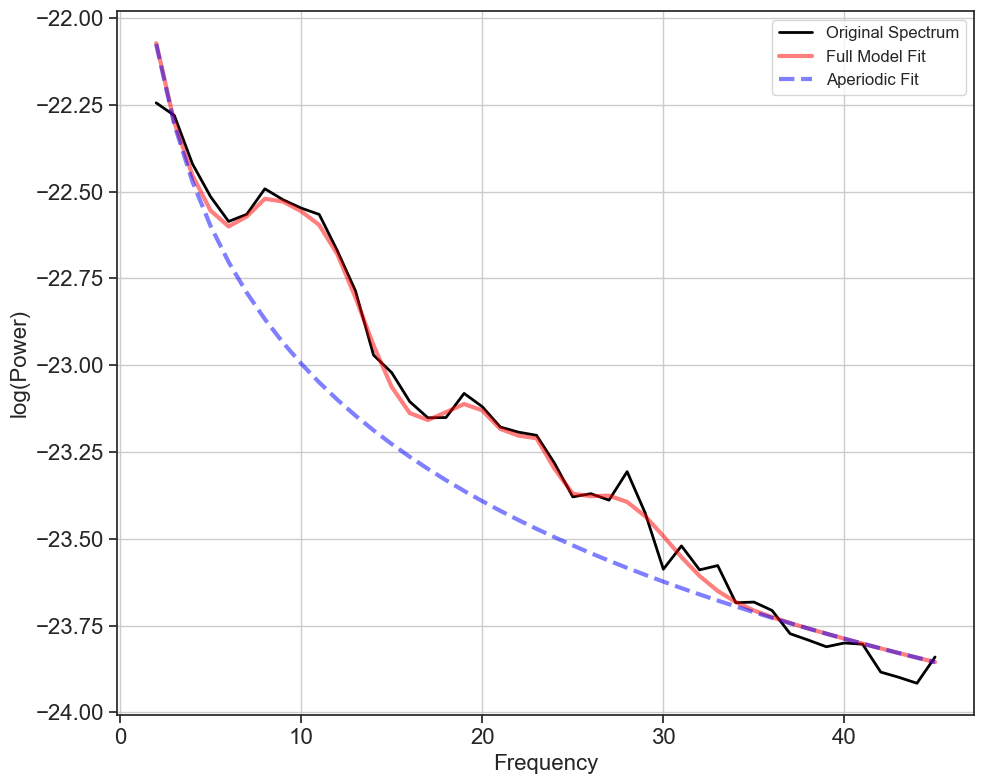 −22.00
−22.25
−22.50
−22.75
−23.00
−23.25
−23.50
−23.75
−24.00
log(Power)
Original Spectrum
Full Model Fit
Aperiodic Fit
0
10
20
30
40
Frequency